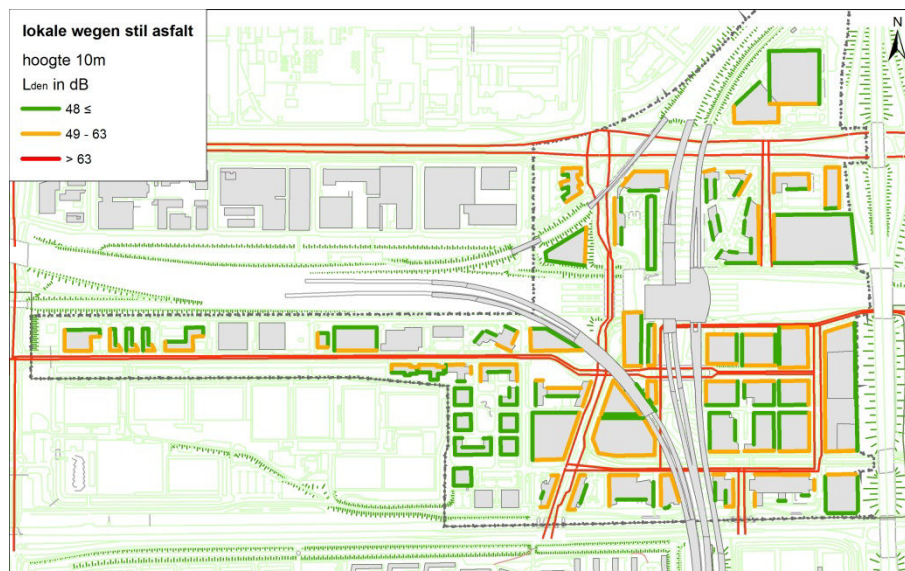 lokale wegen stil asfalt
hoogte 10m
Lden in dB
48 ≤
49 - 63
> 63
N